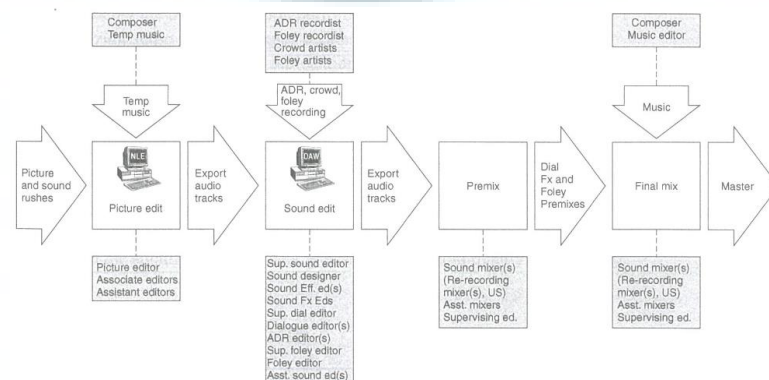 Composer
Temp music
ADR recordist
Foley recordist
Crowd artists
Foley artists
Composer
Music editor
Temp
music
ADR, crowd,
foley
recording
Music
Picture
and sound
rushes
NLE
Picture edit
Export
audio
tracks
DAW
Sound edit
Export
audio
tracks
Premix
Dial
Fx and
Foley
Premixes
Final mix
Master
Picture editor
Associate editors
Assistant editors
Sup. sound editor
Sound designer
Sound Eff. ed(s)
Sound Fx Eds
Sup. dial editor
Dialogue editor(s)
ADR editor(s)
Sup. foley editor
Foley editor
Asst. sound ed(s)
Sound mixer(s)
(Re-recording
mixer(s), US)
Asst. mixers
Supervising ed.
Sound mixer(s)
(Re-recording
mixer(s), US)
Asst. mixers
Supervising ed.